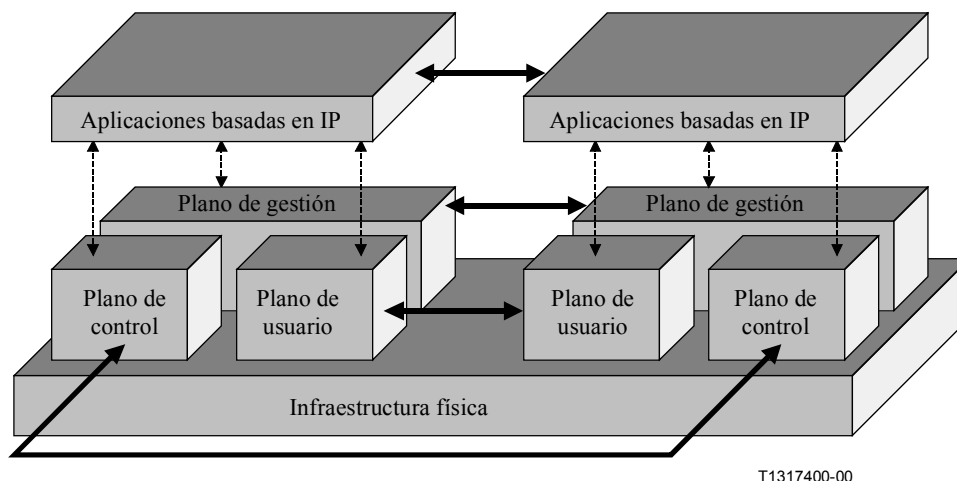 Aplicaciones basadas en IP
Aplicaciones basadas en IP
Plano de gestión
Plano de gestión
Plano de
control
Plano de
usuario
Plano de
usuario
Plano de
control
Infraestructura física
T1317400-00